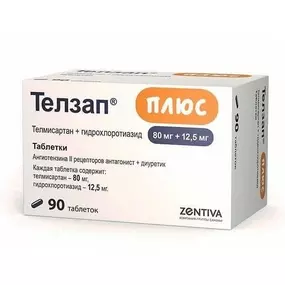 Телзап® ПЛЮС
Телмисартан + гидрохлоротиазид
80 мг + 12,5 мг
Таблетки
Ангиотензина II рецепторов антагонист + диуретик
Каждая таблетка содержит:
телмисартан – 80 мг,
гидрохлоротиазид – 12,5 мг.
90 таблеток
ZENTIVA
Телзап
90